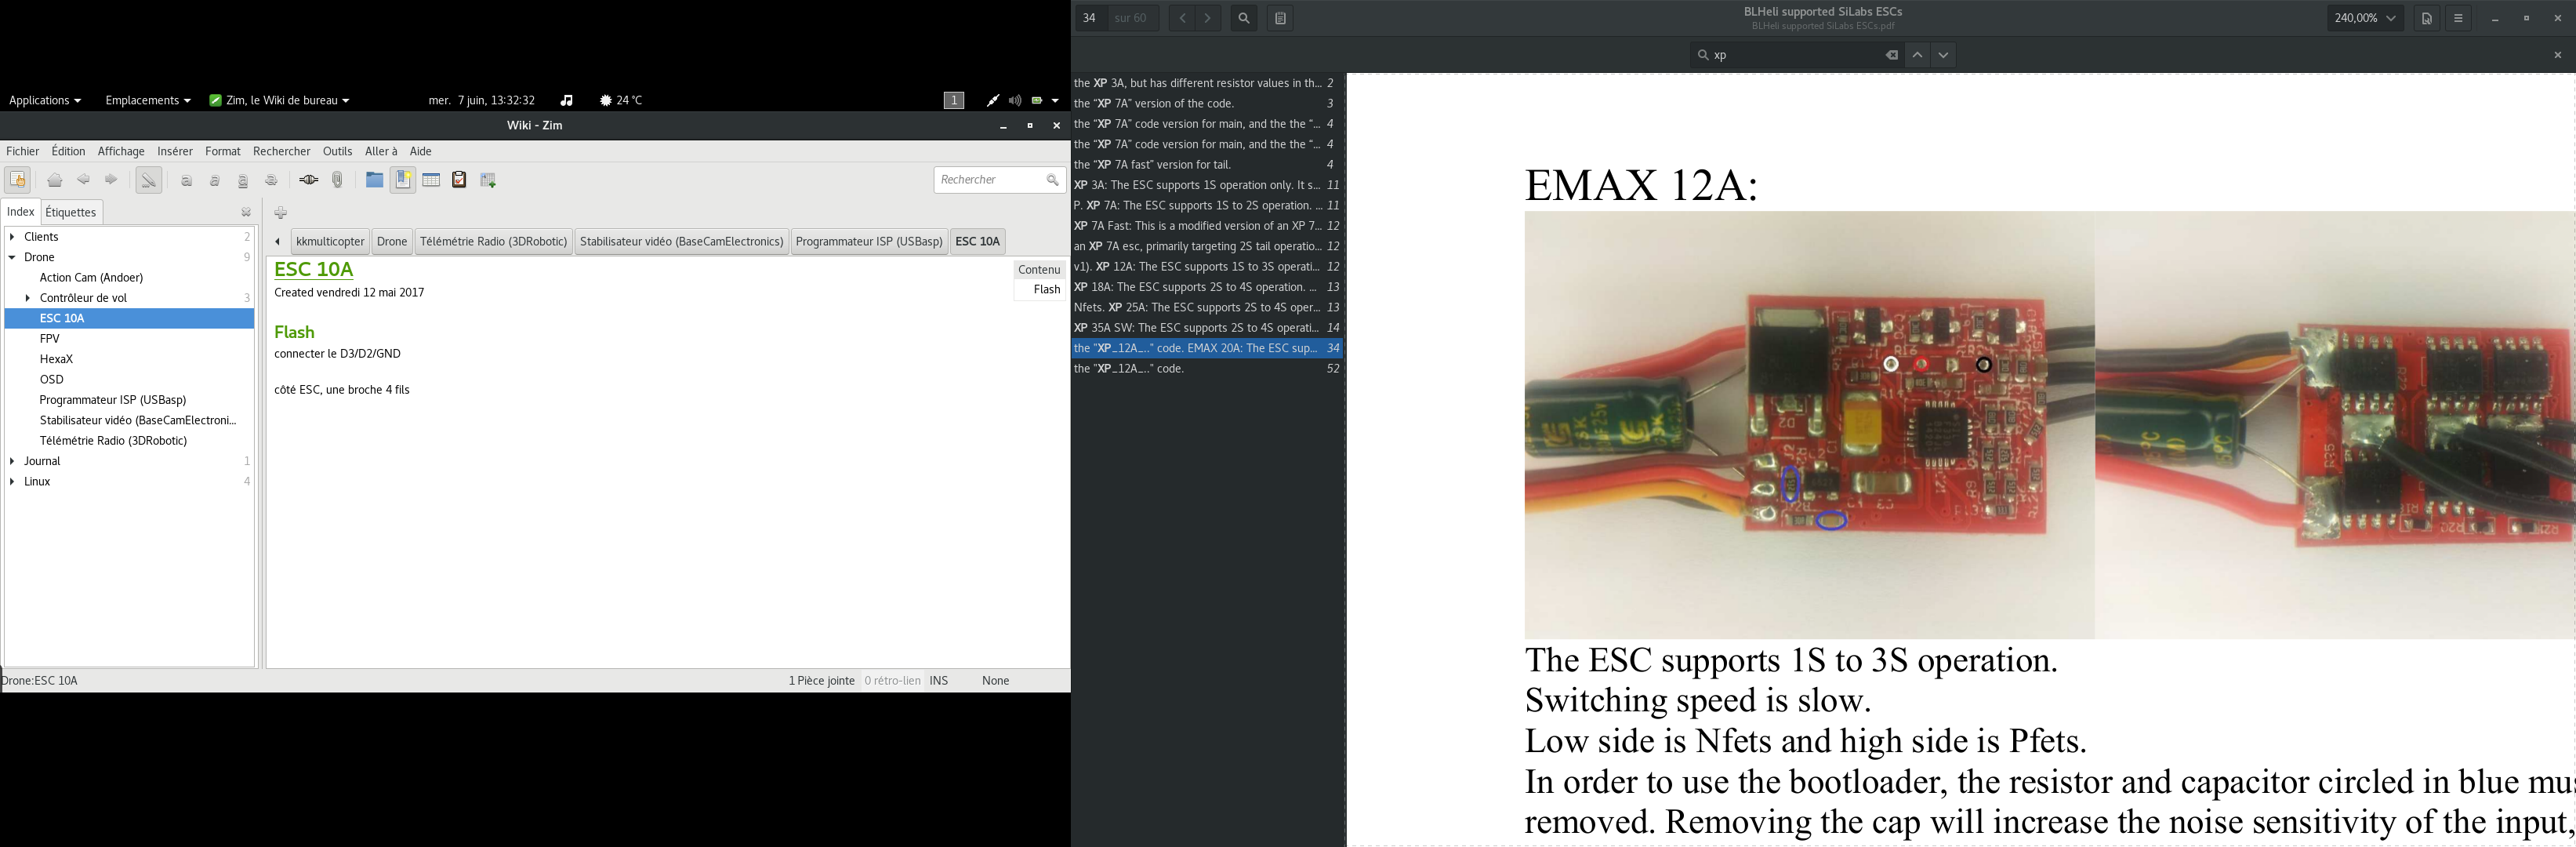 Applications
Emplacements
Zim, le Wiki de bureau
mer. 7 juin, 13:32:32
24 °C
1
Wiki - Zim
Fichier Édition Affichage Insérer Format Rechercher Outils Aller à Aide
Rechercher
Index
Étiquettes
Clients 2
Drone 9
Action Cam (Andoer)
Contrôleur de vol 3
ESC 10A
FPV
HexaX
OSD
Programmateur ISP (USBasp)
Stabilisateur vidéo (BaseCamElectroni...
Télémétrie Radio (3DRobotic)
Journal 1
Linux 4
kkmulticopter
Drone
Télémétrie Radio (3DRobotic)
Stabilisateur vidéo (BaseCamElectronics)
Programmateur ISP (USBasp)
ESC 10A
ESC 10A
Created vendredi 12 mai 2017
Flash
connecter le D3/D2/GND
côté ESC, une broche 4 fils
Contenu
Flash
Drone:ESC 10A
1 Pièce jointe
0 rétro-lien
INS
None
34 sur 60
BLHeli supported SiLabs ESCs
BLHeli supported SiLabs ESCs.pdf
240,00%
xp
the XP 3A, but has different resistor values in th... 2
the “XP 7A” version of the code. 3
the “XP 7A” code version for main, and the the “... 4
the “XP 7A” code version for main, and the the “... 4
the “XP 7A fast” version for tail. 4
XP 3A: The ESC supports 1S operation only. It s... 11
P. XP 7A: The ESC supports 1S to 2S operation. ... 11
XP 7A Fast: This is a modified version of an XP 7... 12
an XP 7A esc, primarily targeting 2S tail operatio... 12
v1). XP 12A: The ESC supports 1S to 3S operati... 12
XP 18A: The ESC supports 2S to 4S operation. ... 13
Nfets. XP 25A: The ESC supports 2S to 4S oper... 13
XP 35A SW: The ESC supports 2S to 4S operati... 14
the "XP_12A_.." code. EMAX 20A: The ESC sup... 34
the "XP_12A_.." code. 52
EMAX 12A:
The ESC supports 1S to 3S operation.
Switching speed is slow.
Low side is Nfets and high side is Pfets.
In order to use the bootloader, the resistor and capacitor circled in blue mus
removed. Removing the cap will increase the noise sensitivity of the input,